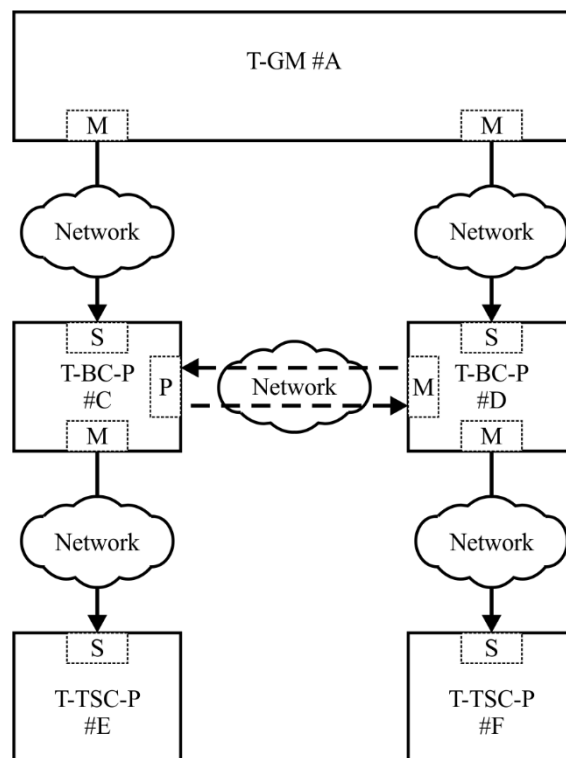 T-GM #A
M
M
Network
Network
S
S
T-BC-P
#C
P
Network
M
T-BC-P
#D
M
M
Network
Network
S
S
T-TSC-P
#E
T-TSC-P
#F